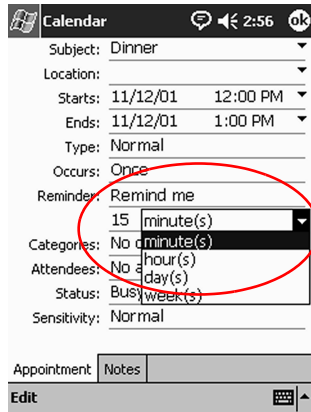 Calendar 2:56 ok
Subject: Dinner
Location:
Starts: 11/12/01 12:00 PM
Ends: 11/12/01 1:00 PM
Type: Normal
Occurs: Once
Reminder: Remind me
15 minute(s)
Categories: No minute(s)
hour(s)
Attendees: No
day(s)
Status: Busy week(s)
Sensitivity: Normal
Appointment Notes
Edit